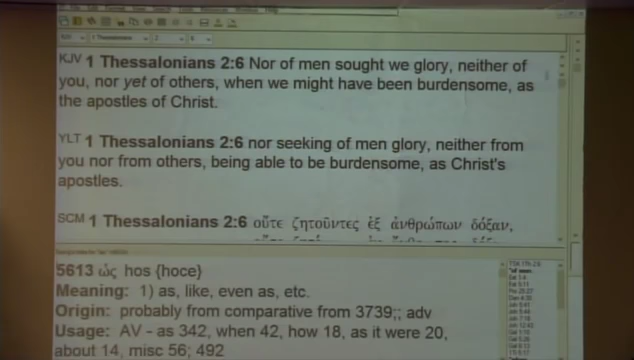 KJV 1 Thessalonians 2:6 Nor of men sought we glory, neither of
you, nor yet of others, when we might have been burdensome, as
the apostles of Christ.
YLT 1 Thessalonians 2:6 nor seeking of men glory, neither from
you nor from others, being able to be burdensome, as Christ's
apostles.
SCM 1 Thessalonians 2:6 οὔτε ζητοῦντες ἐξ ἀνθρώπων δόξαν,
5613 ὡς hos {hoce}
Meaning: 1) as, like, even as, etc.
Origin: probably from comparative from 3739;; adv
Usage: AV - as 342, when 42, how 18, as it were 20,
about 14, misc 56; 492